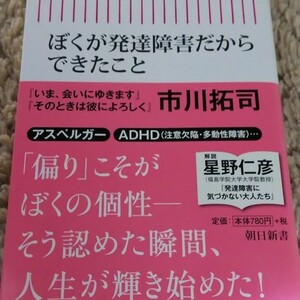 ぼくが発達障害だから
できたこと
『いま、会いにゆきます』
『そのときは彼によろしく』
市川拓司
アスペルガー
ADHD(注意欠陥・多動性障害)…
「偏り」こそが
ぼくの個性──
そう認めた瞬間、
人生が輝き始めた!
解説
星野仁彦
(福島学院大学大学院教授)
『発達障害に
気づかない大人たち』
定価:本体780円+税
朝日新書